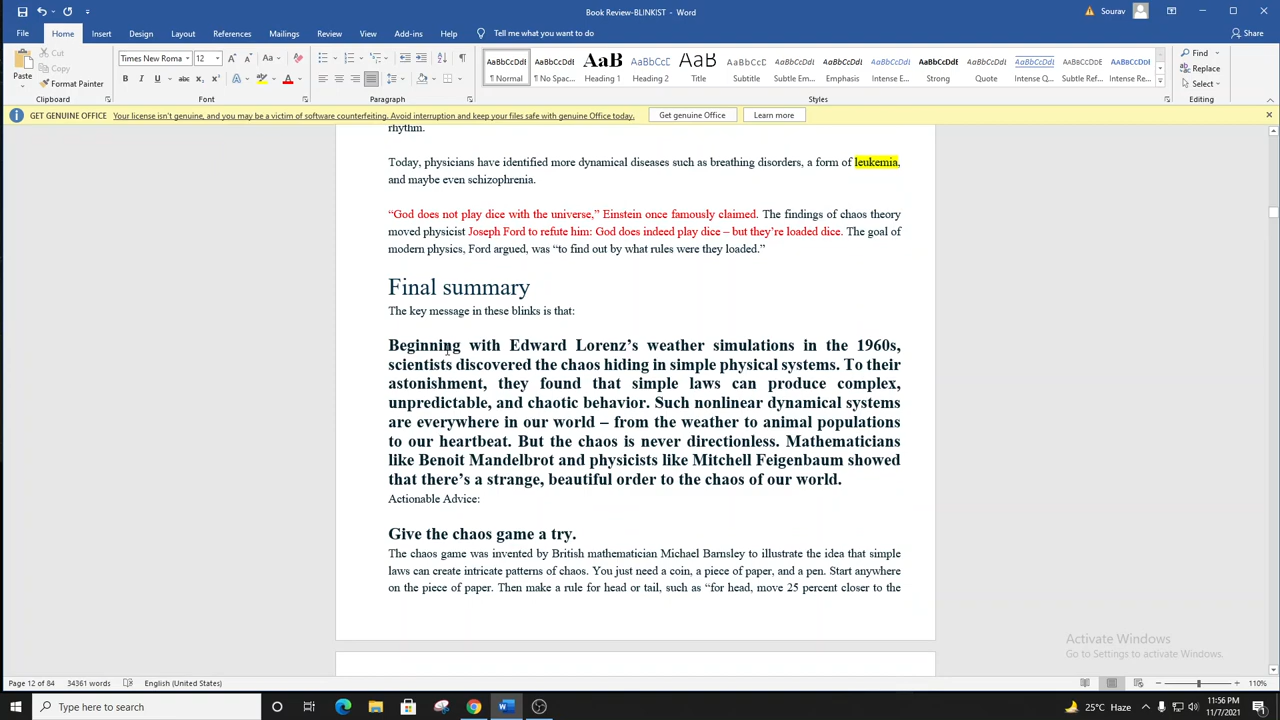 Book Review-BLINKIST - Word
Sourav
File Home Insert Design Layout References Mailings Review View Add-ins Help Tell me what you want to do Share
Paste Cut Copy Format Painter Clipboard
Times New Roma 12 Font
Paragraph
AaBbCcDdI AaBbCcDdI AaB AaBbCcDdI AaB AaBbCcDd AaBbCcDdI AaBbCcDdI AaBbCcDdI AaBbCcDdI AaBbCcDdI AaBbCcDdI AaBbCcDdI AaBbCcDdI
¶ Normal ¶ No Spac... Heading 1 Heading 2 Title Subtitle Subtle Em... Emphasis Intense E... Strong Quote Intense Q... Subtle Ref... Intense Re...
Styles
Find
Replace
Select
Editing
GET GENUINE OFFICE Your license isn't genuine, and you may be a victim of software counterfeiting. Avoid interruption and keep your files safe with genuine Office today. Get genuine Office Learn more
rhythm.
Today, physicians have identified more dynamical diseases such as breathing disorders, a form of leukemia,
and maybe even schizophrenia.
“God does not play dice with the universe,” Einstein once famously claimed. The findings of chaos theory
moved physicist Joseph Ford to refute him: God does indeed play dice – but they’re loaded dice. The goal of
modern physics, Ford argued, was “to find out by what rules were they loaded.”
Final summary
The key message in these blinks is that:
Beginning with Edward Lorenz’s weather simulations in the 1960s,
scientists discovered the chaos hiding in simple physical systems. To their
astonishment, they found that simple laws can produce complex,
unpredictable, and chaotic behavior. Such nonlinear dynamical systems
are everywhere in our world – from the weather to animal populations
to our heartbeat. But the chaos is never directionless. Mathematicians
like Benoit Mandelbrot and physicists like Mitchell Feigenbaum showed
that there’s a strange, beautiful order to the chaos of our world.
Actionable Advice:
Give the chaos game a try.
The chaos game was invented by British mathematician Michael Barnsley to illustrate the idea that simple
laws can create intricate patterns of chaos. You just need a coin, a piece of paper, and a pen. Start anywhere
on the piece of paper. Then make a rule for head or tail, such as “for head, move 25 percent closer to the
Activate Windows
Go to Settings to activate Windows.
Page 12 of 84 34361 words English (United States) 110%
Type here to search
25°C Haze
11:56 PM
11/7/2021